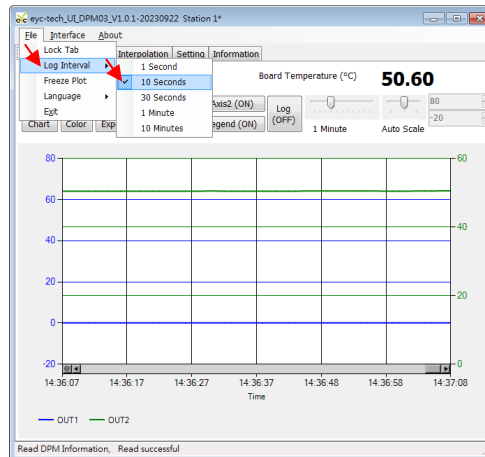 eyc-tech_UI_DPM03_V1.0.1-20230922 Station 1*
File Interface About
Interpolation Setting Information
Lock Tab
Log Interval
Freeze Plot
Language
Exit
1 Second
10 Seconds
30 Seconds
1 Minute
10 Minutes
Board Temperature (°C) 50.60
Axis2 (ON)
Legend (ON)
Log
(OFF)
1 Minute
Auto Scale
80
-20
Chart Color Exp
80
60
40
20
0
-20
60
40
20
0
14:36:07 14:36:17 14:36:27 14:36:37 14:36:48 14:36:58 14:37:08
Time
OUT1 OUT2
Read DPM Information, Read successful